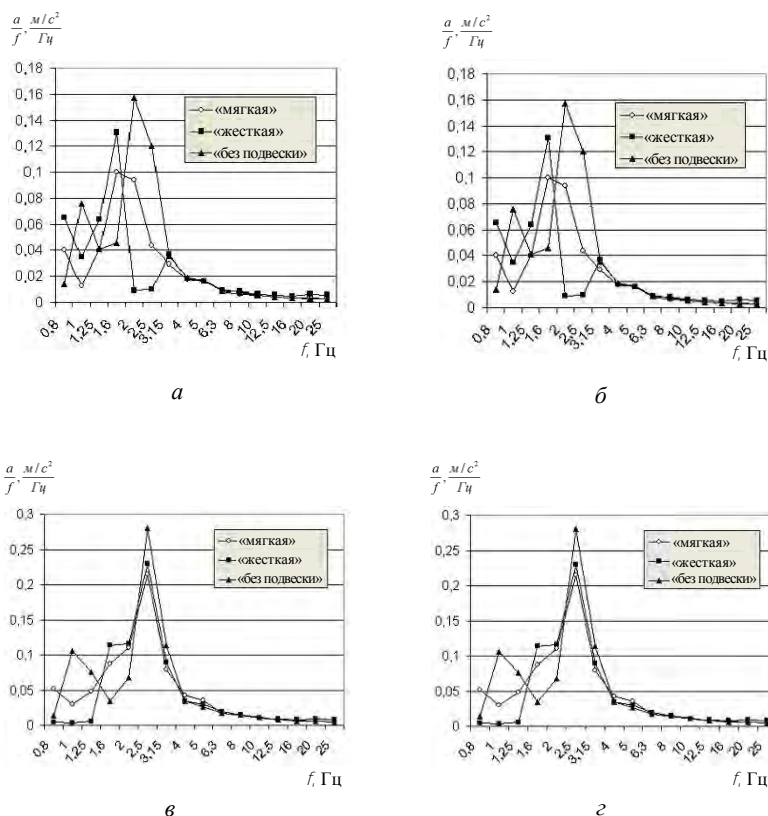 a/f, м/с²/Гц
0,18
0,16
0,14
0,12
0,1
0,08
0,06
0,04
0,02
0
«мягкая»
«жесткая»
«без подвески»
0,8 1 1,25 1,6 2 2,5 3,15 4 5 6,3 8 10 12,5 16 20 25
f, Гц
а
a/f, м/с²/Гц
0,18
0,16
0,14
0,12
0,1
0,08
0,06
0,04
0,02
0
«мягкая»
«жесткая»
«без подвески»
0,8 1 1,25 1,6 2 2,5 3,15 4 5 6,3 8 10 12,5 16 20 25
f, Гц
б
a/f, м/с²/Гц
0,3
0,25
0,2
0,15
0,1
0,05
0
«мягкая»
«жесткая»
«без подвески»
0,8 1 1,25 1,6 2 2,5 3,15 4 5 6,3 8 10 12,5 16 20 25
f, Гц
в
a/f, м/с²/Гц
0,3
0,25
0,2
0,15
0,1
0,05
0
«мягкая»
«жесткая»
«без подвески»
0,8 1 1,25 1,6 2 2,5 3,15 4 5 6,3 8 10 12,5 16 20 25
f, Гц
г